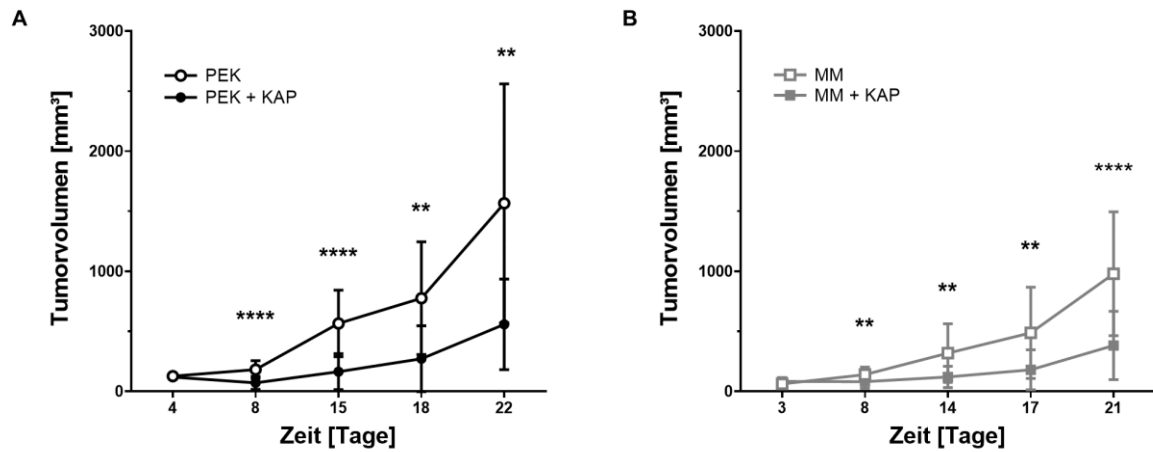 A
3000
2000
1000
0
Tumorvolumen [mm³]
PEK
PEK + KAP
****
****
**
**
4 8 15 18 22
Zeit [Tage]
B
3000
2000
1000
0
Tumorvolumen [mm³]
MM
MM + KAP
**
**
**
****
3 8 14 17 21
Zeit [Tage]